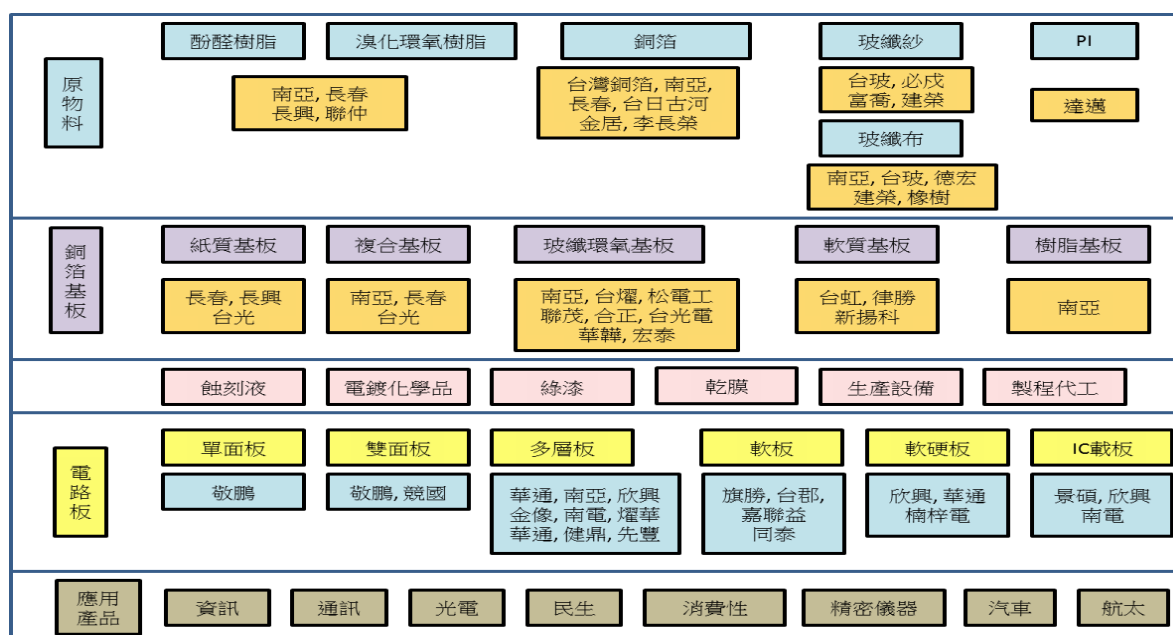 原物料
酚醛樹脂
溴化環氧樹脂
銅箔
玻纖紗
PI
南亞, 長春
長興, 聯仲
台灣銅箔, 南亞,
長春, 台日古河
金居, 李長榮
台玻, 必成
富喬, 建榮
達邁
玻纖布
南亞, 台玻, 德宏
建榮, 橡樹
銅箔基板
紙質基板
複合基板
玻纖環氧基板
軟質基板
樹脂基板
長春, 長興
台光
南亞, 長春
台光
南亞, 台燿, 松電工
聯茂, 合正, 台光電
華韡, 宏泰
台虹, 律勝
新揚科
南亞
蝕刻液
電鍍化學品
綠漆
乾膜
生產設備
製程代工
電路板
單面板
雙面板
多層板
軟板
軟硬板
IC載板
敬鵬
敬鵬, 競國
華通, 南亞, 欣興
金像, 南電, 燿華
華通, 健鼎, 先豐
旗勝, 台郡,
嘉聯益
同泰
欣興, 華通
楠梓電
景碩, 欣興
南電
應用
產品
資訊
通訊
光電
民生
消費性
精密儀器
汽車
航太